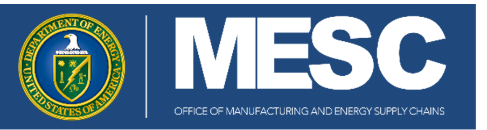 DEPARTMENT OF ENERGY
UNITED STATES OF AMERICA
MESC
OFFICE OF MANUFACTURING AND ENERGY SUPPLY CHAINS